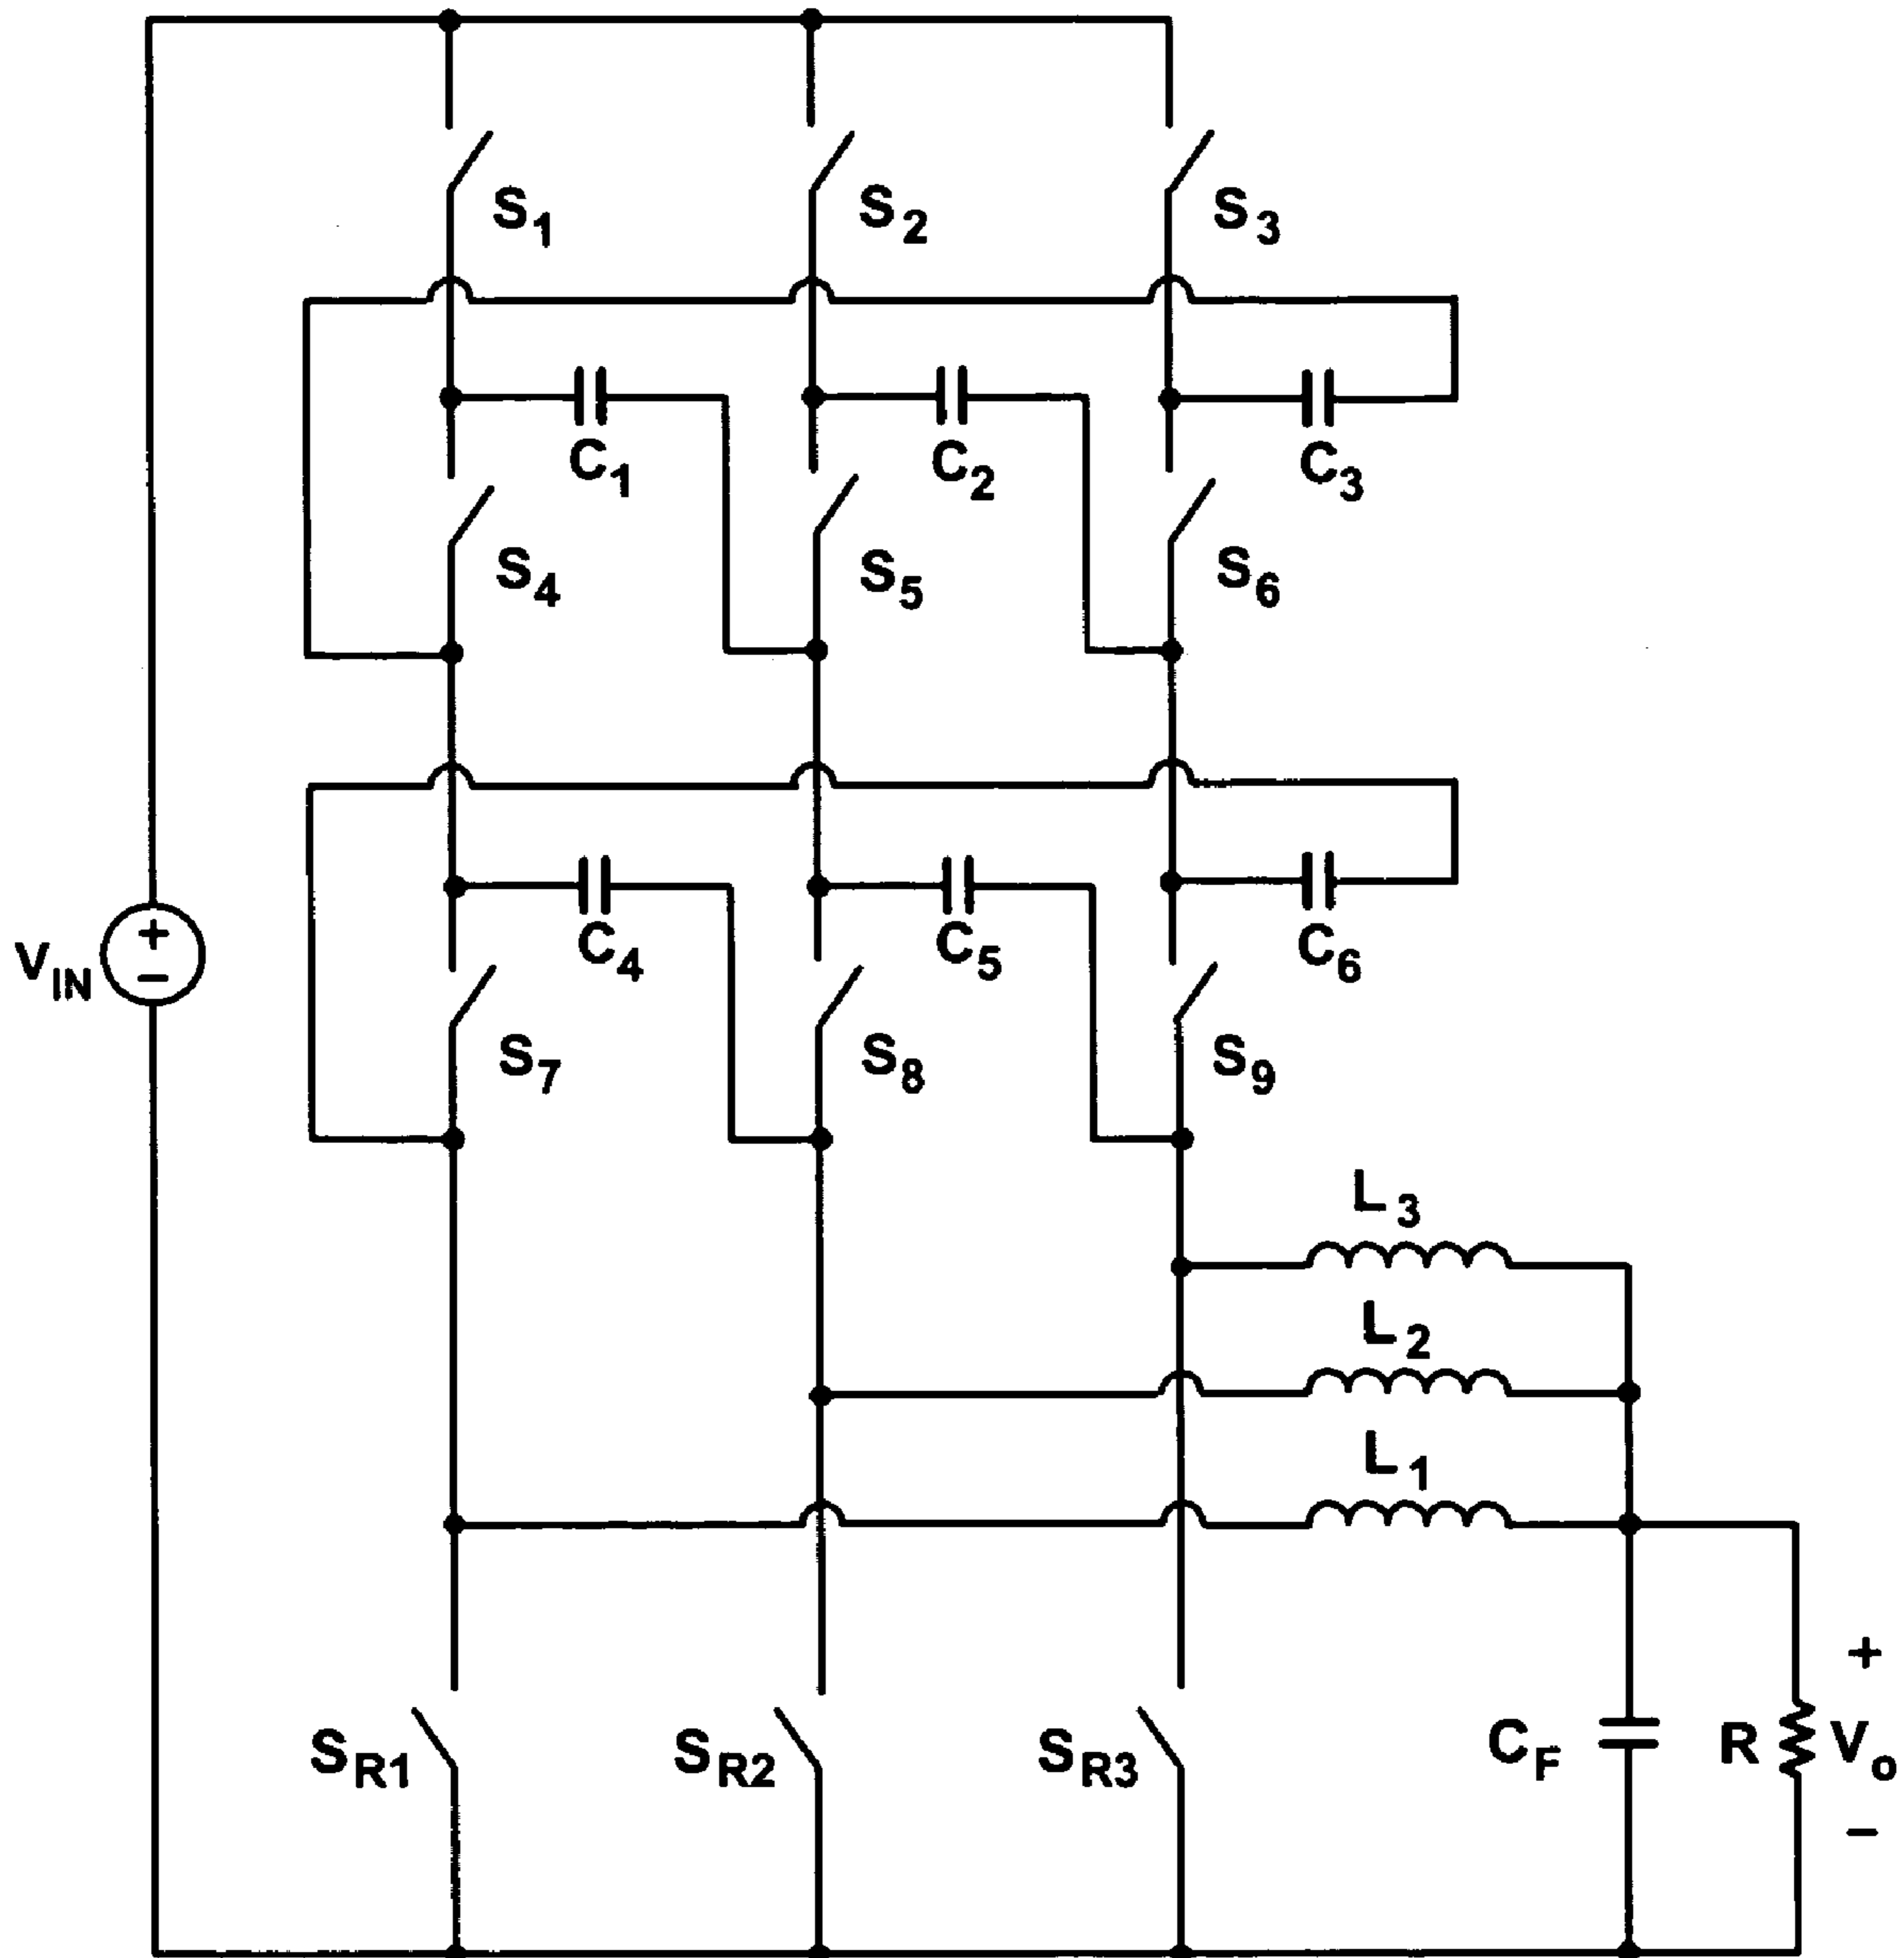 S1 S2 S3
C1 C2 C3
S4 S5 S6
VIN + −
C4 C5 C6
S7 S8 S9
L3
L2
L1
+
SR1 SR2 SR3 CF R Vo
−